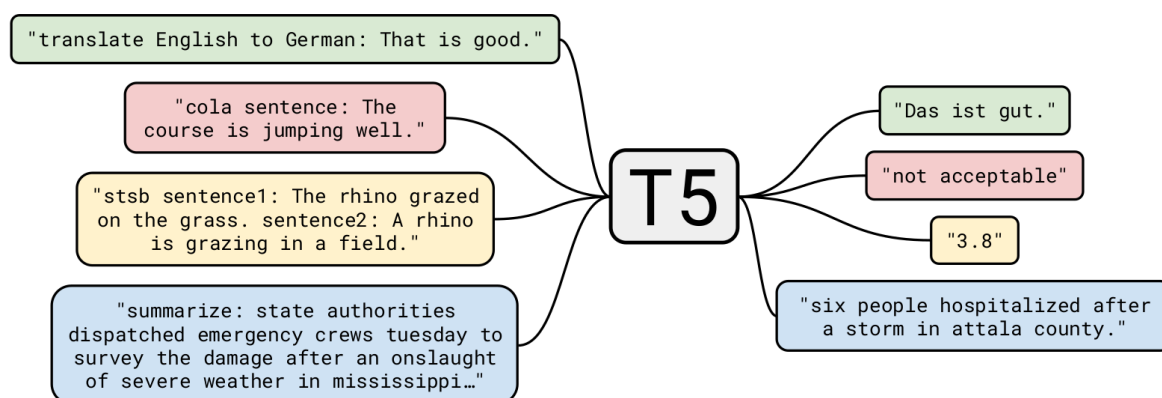 "translate English to German: That is good."
"cola sentence: The
course is jumping well."
"stsb sentence1: The rhino grazed
on the grass. sentence2: A rhino
is grazing in a field."
"summarize: state authorities
dispatched emergency crews tuesday to
survey the damage after an onslaught
of severe weather in mississippi…"
T5
"Das ist gut."
"not acceptable"
"3.8"
"six people hospitalized after
a storm in attala county."